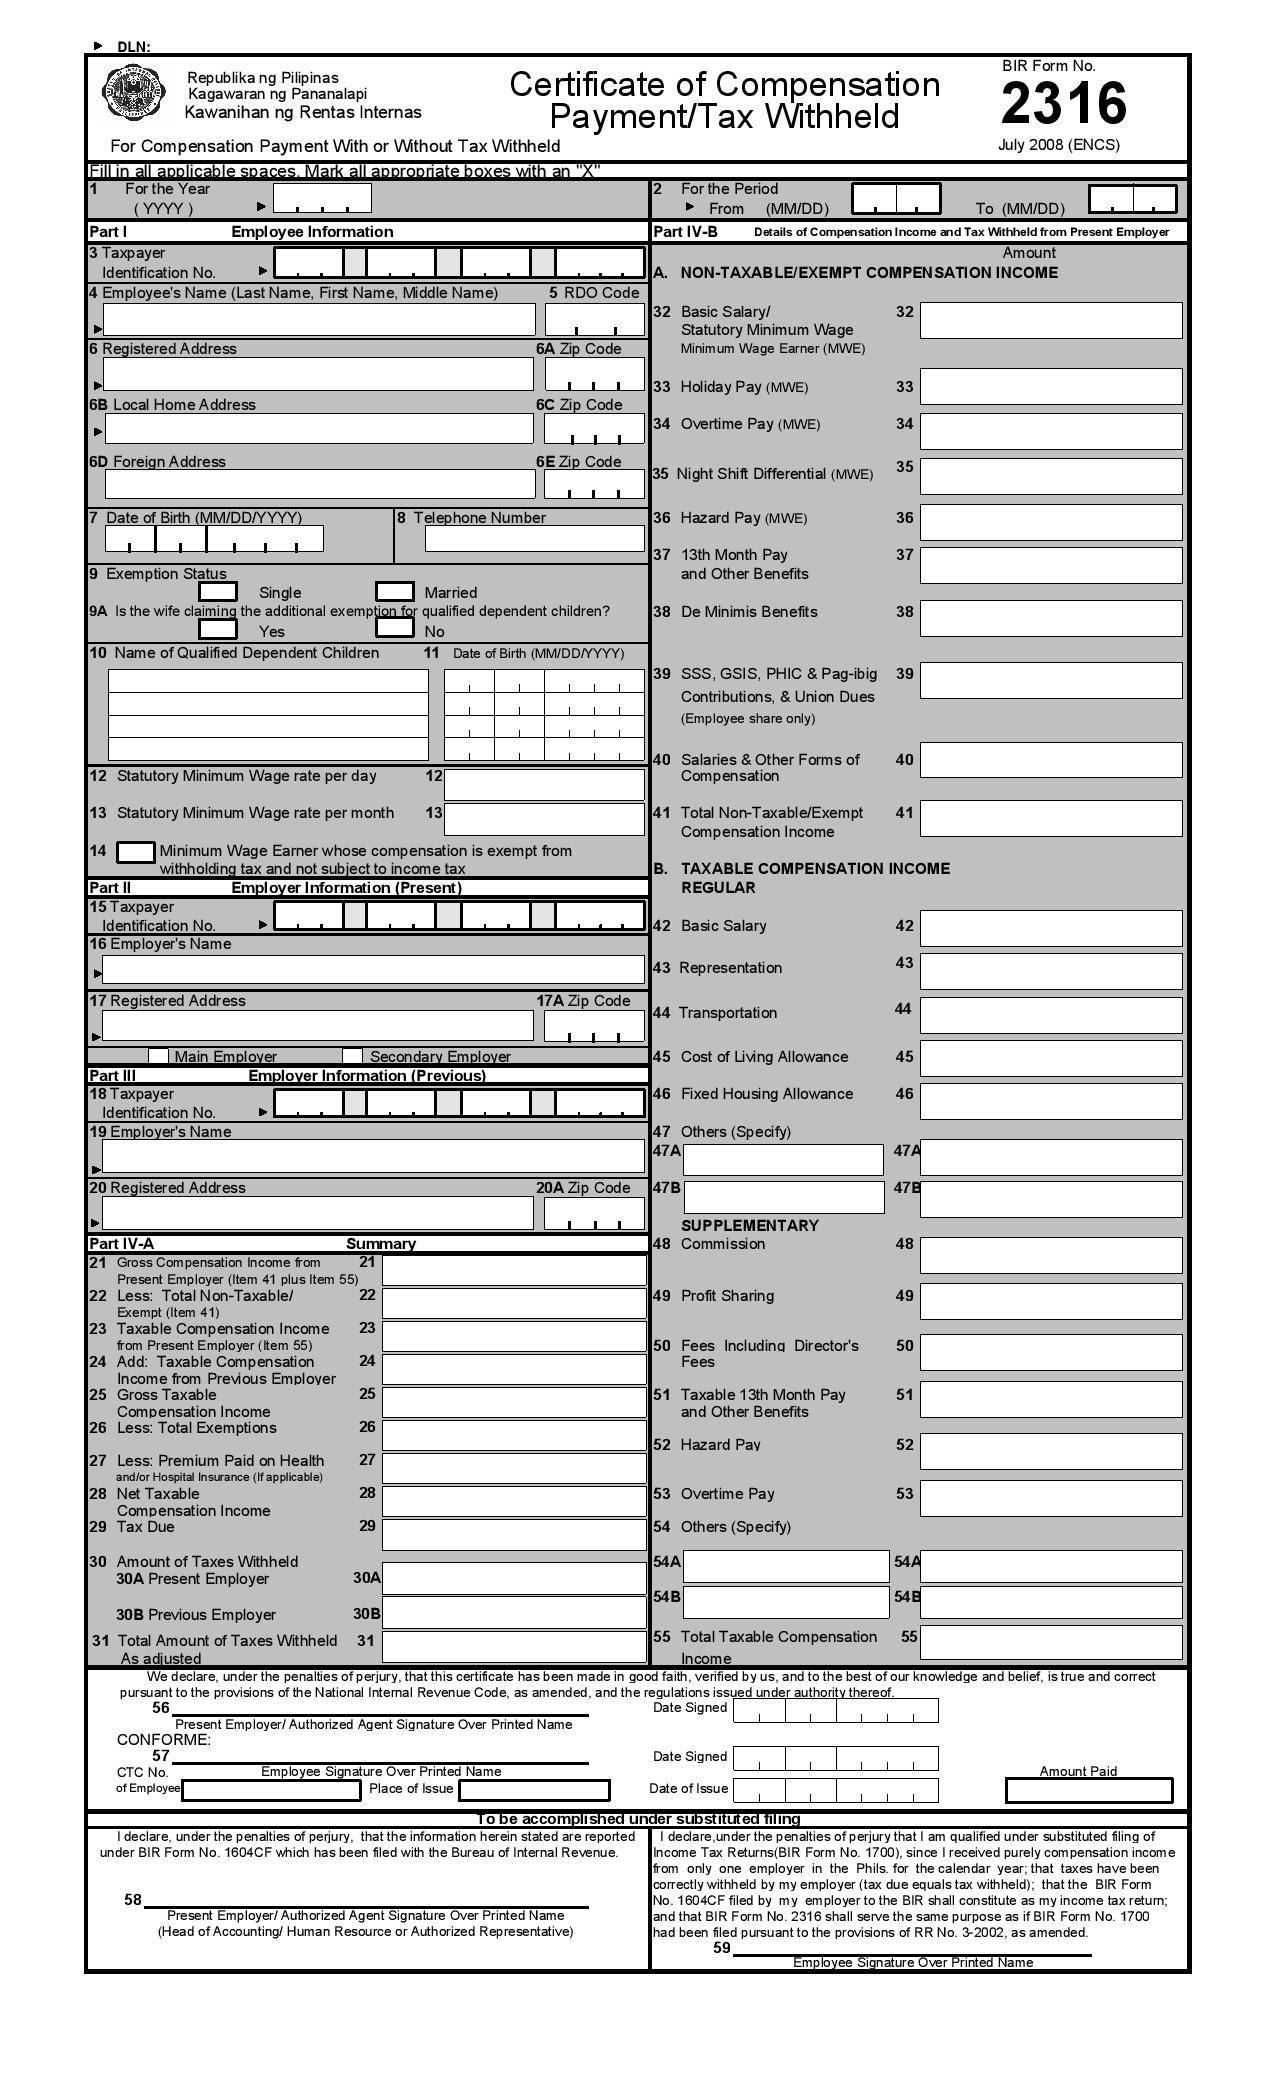 DLN:
Republika ng Pilipinas
Kagawaran ng Pananalapi
Kawanihan ng Rentas Internas
Certificate of Compensation
Payment/Tax Withheld
For Compensation Payment With or Without Tax Withheld
BIR Form No.
2316
July 2008 (ENCS)
Fill in all applicable spaces. Mark all appropriate boxes with an "X"
1 For the Year
( YYYY )
2 For the Period
From (MM/DD) To (MM/DD)
Part I Employee Information
3 Taxpayer
Identification No.
4 Employee's Name (Last Name, First Name, Middle Name) 5 RDO Code
6 Registered Address 6A Zip Code
6B Local Home Address 6C Zip Code
6D Foreign Address 6E Zip Code
7 Date of Birth (MM/DD/YYYY) 8 Telephone Number
9 Exemption Status
Single Married
9A Is the wife claiming the additional exemption for qualified dependent children?
Yes No
10 Name of Qualified Dependent Children 11 Date of Birth (MM/DD/YYYY)
12 Statutory Minimum Wage rate per day 12
13 Statutory Minimum Wage rate per month 13
14 Minimum Wage Earner whose compensation is exempt from
withholding tax and not subject to income tax
Part II Employer Information (Present)
15 Taxpayer
Identification No.
16 Employer's Name
17 Registered Address 17A Zip Code
Main Employer Secondary Employer
Part III Employer Information (Previous)
18 Taxpayer
Identification No.
19 Employer's Name
20 Registered Address 20A Zip Code
Part IV-A Summary
21 Gross Compensation Income from 21
Present Employer (Item 41 plus Item 55)
22 Less: Total Non-Taxable/ 22
Exempt (Item 41)
23 Taxable Compensation Income 23
from Present Employer (Item 55)
24 Add: Taxable Compensation 24
Income from Previous Employer
25 Gross Taxable 25
Compensation Income
26 Less: Total Exemptions 26
27 Less: Premium Paid on Health 27
and/or Hospital Insurance (If applicable)
28 Net Taxable 28
Compensation Income
29 Tax Due 29
30 Amount of Taxes Withheld
30A Present Employer 30A
30B Previous Employer 30B
31 Total Amount of Taxes Withheld 31
As adjusted
Part IV-B Details of Compensation Income and Tax Withheld from Present Employer
Amount
A. NON-TAXABLE/EXEMPT COMPENSATION INCOME
32 Basic Salary/ 32
Statutory Minimum Wage
Minimum Wage Earner (MWE)
33 Holiday Pay (MWE) 33
34 Overtime Pay (MWE) 34
35 Night Shift Differential (MWE) 35
36 Hazard Pay (MWE) 36
37 13th Month Pay 37
and Other Benefits
38 De Minimis Benefits 38
39 SSS, GSIS, PHIC & Pag-ibig 39
Contributions, & Union Dues
(Employee share only)
40 Salaries & Other Forms of 40
Compensation
41 Total Non-Taxable/Exempt 41
Compensation Income
B. TAXABLE COMPENSATION INCOME
REGULAR
42 Basic Salary 42
43 Representation 43
44 Transportation 44
45 Cost of Living Allowance 45
46 Fixed Housing Allowance 46
47 Others (Specify)
47A 47A
47B 47B
SUPPLEMENTARY
48 Commission 48
49 Profit Sharing 49
50 Fees Including Director's 50
Fees
51 Taxable 13th Month Pay 51
and Other Benefits
52 Hazard Pay 52
53 Overtime Pay 53
54 Others (Specify)
54A 54A
54B 54B
55 Total Taxable Compensation 55
Income
We declare, under the penalties of perjury, that this certificate has been made in good faith, verified by us, and to the best of our knowledge and belief, is true and correct
pursuant to the provisions of the National Internal Revenue Code, as amended, and the regulations issued under authority thereof.
56 Date Signed
Present Employer/ Authorized Agent Signature Over Printed Name
CONFORME:
57 Date Signed
Employee Signature Over Printed Name
CTC No.
of Employee Place of Issue Date of Issue Amount Paid
To be accomplished under substituted filing
I declare, under the penalties of perjury, that the information herein stated are reported
under BIR Form No. 1604CF which has been filed with the Bureau of Internal Revenue.
58
Present Employer/ Authorized Agent Signature Over Printed Name
(Head of Accounting/ Human Resource or Authorized Representative)
I declare,under the penalties of perjury that I am qualified under substituted filing of
Income Tax Returns(BIR Form No. 1700), since I received purely compensation income
from only one employer in the Phils. for the calendar year; that taxes have been
correctly withheld by my employer (tax due equals tax withheld); that the BIR Form
No. 1604CF filed by my employer to the BIR shall constitute as my income tax return;
and that BIR Form No. 2316 shall serve the same purpose as if BIR Form No. 1700
had been filed pursuant to the provisions of RR No. 3-2002, as amended.
59
Employee Signature Over Printed Name